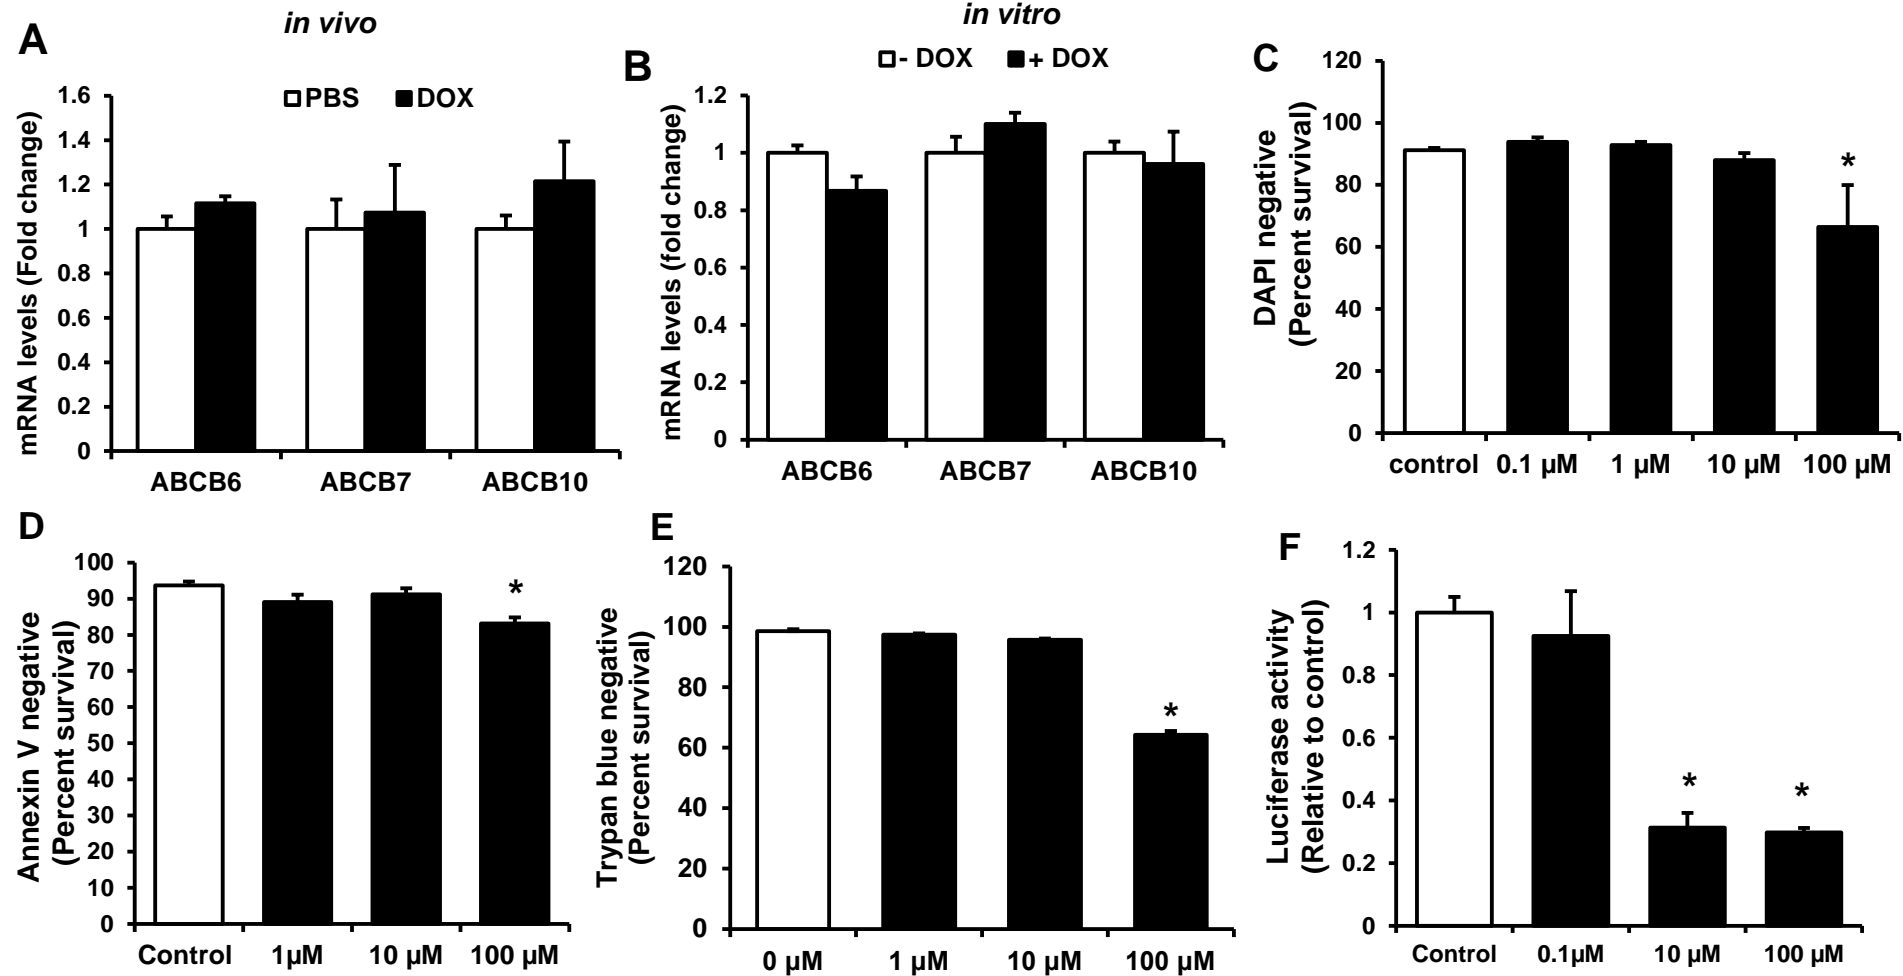 A
in vivo
PBS DOX
mRNA levels (Fold change)
1.6
1.4
1.2
1
0.8
0.6
0.4
0.2
0
ABCB6 ABCB7 ABCB10
B
in vitro
- DOX + DOX
mRNA levels (fold change)
1.2
1
0.8
0.6
0.4
0.2
0
ABCB6 ABCB7 ABCB10
C
DAPI negative
(Percent survival)
120
100
80
60
40
20
0
*
control 0.1 µM 1 µM 10 µM 100 µM
D
Annexin V negative
(Percent survival)
100
90
80
70
60
50
40
30
20
10
0
*
Control 1µM 10 µM 100 µM
E
Trypan blue negative
(Percent survival)
120
100
80
60
40
20
0
*
0 µM 1 µM 10 µM 100 µM
F
Luciferase activity
(Relative to control)
1.2
1
0.8
0.6
0.4
0.2
0
* *
Control 0.1µM 10 µM 100 µM